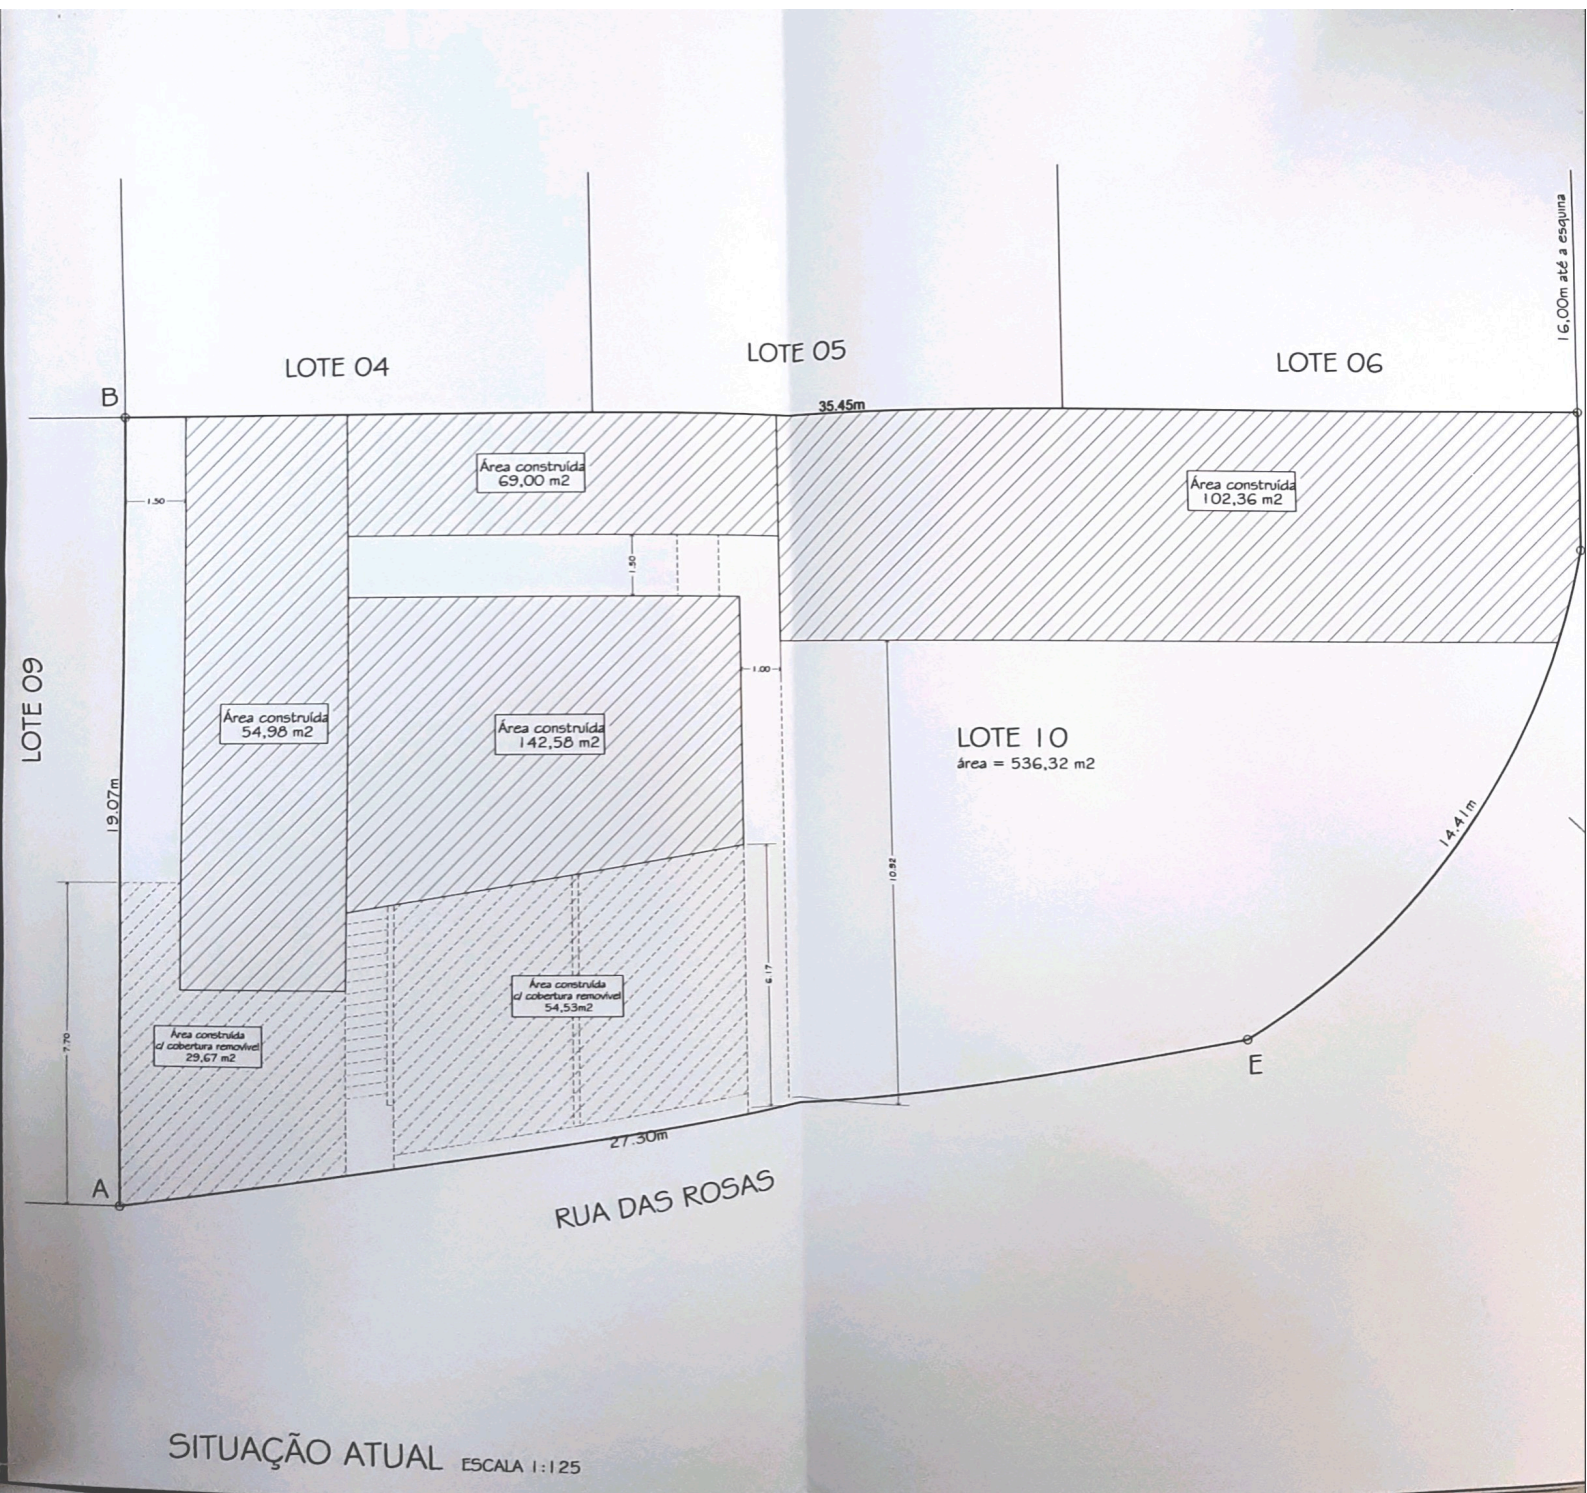 16,00m até a esquina
LOTE 04
LOTE 05
LOTE 06
B
35.45m
Área construída
69,00 m2
Área construída
102,36 m2
1.50
1.50
LOTE 09
1.00
Área construída
54,98 m2
Área construída
142,58 m2
LOTE 10
área = 536,32 m2
19.07m
14.41m
10.92
6.17
Área construída
c/ cobertura removível
54,53m2
Área construída
c/ cobertura removível
29,67 m2
7.70
E
A
27.30m
RUA DAS ROSAS
SITUAÇÃO ATUAL ESCALA 1:125